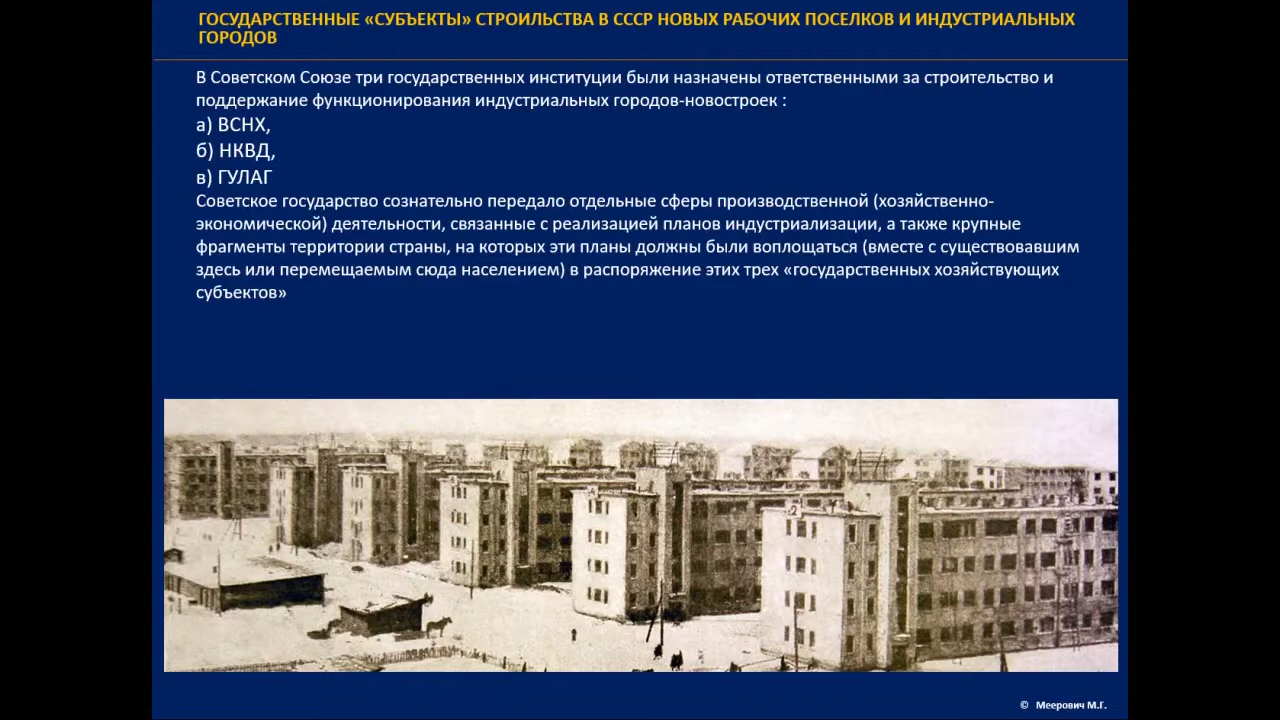 ГОСУДАРСТВЕННЫЕ «СУБЪЕКТЫ» СТРОИЛЬСТВА В СССР НОВЫХ РАБОЧИХ ПОСЕЛКОВ И ИНДУСТРИАЛЬНЫХ
ГОРОДОВ
В Советском Союзе три государственных институции были назначены ответственными за строительство и
поддержание функционирования индустриальных городов-новостроек :
а) ВСНХ,
б) НКВД,
в) ГУЛАГ
Советское государство сознательно передало отдельные сферы производственной (хозяйственно-
экономической) деятельности, связанные с реализацией планов индустриализации, а также крупные
фрагменты территории страны, на которых эти планы должны были воплощаться (вместе с существовавшим
здесь или перемещаемым сюда населением) в распоряжение этих трех «государственных хозяйствующих
субъектов»
© Меерович М.Г.